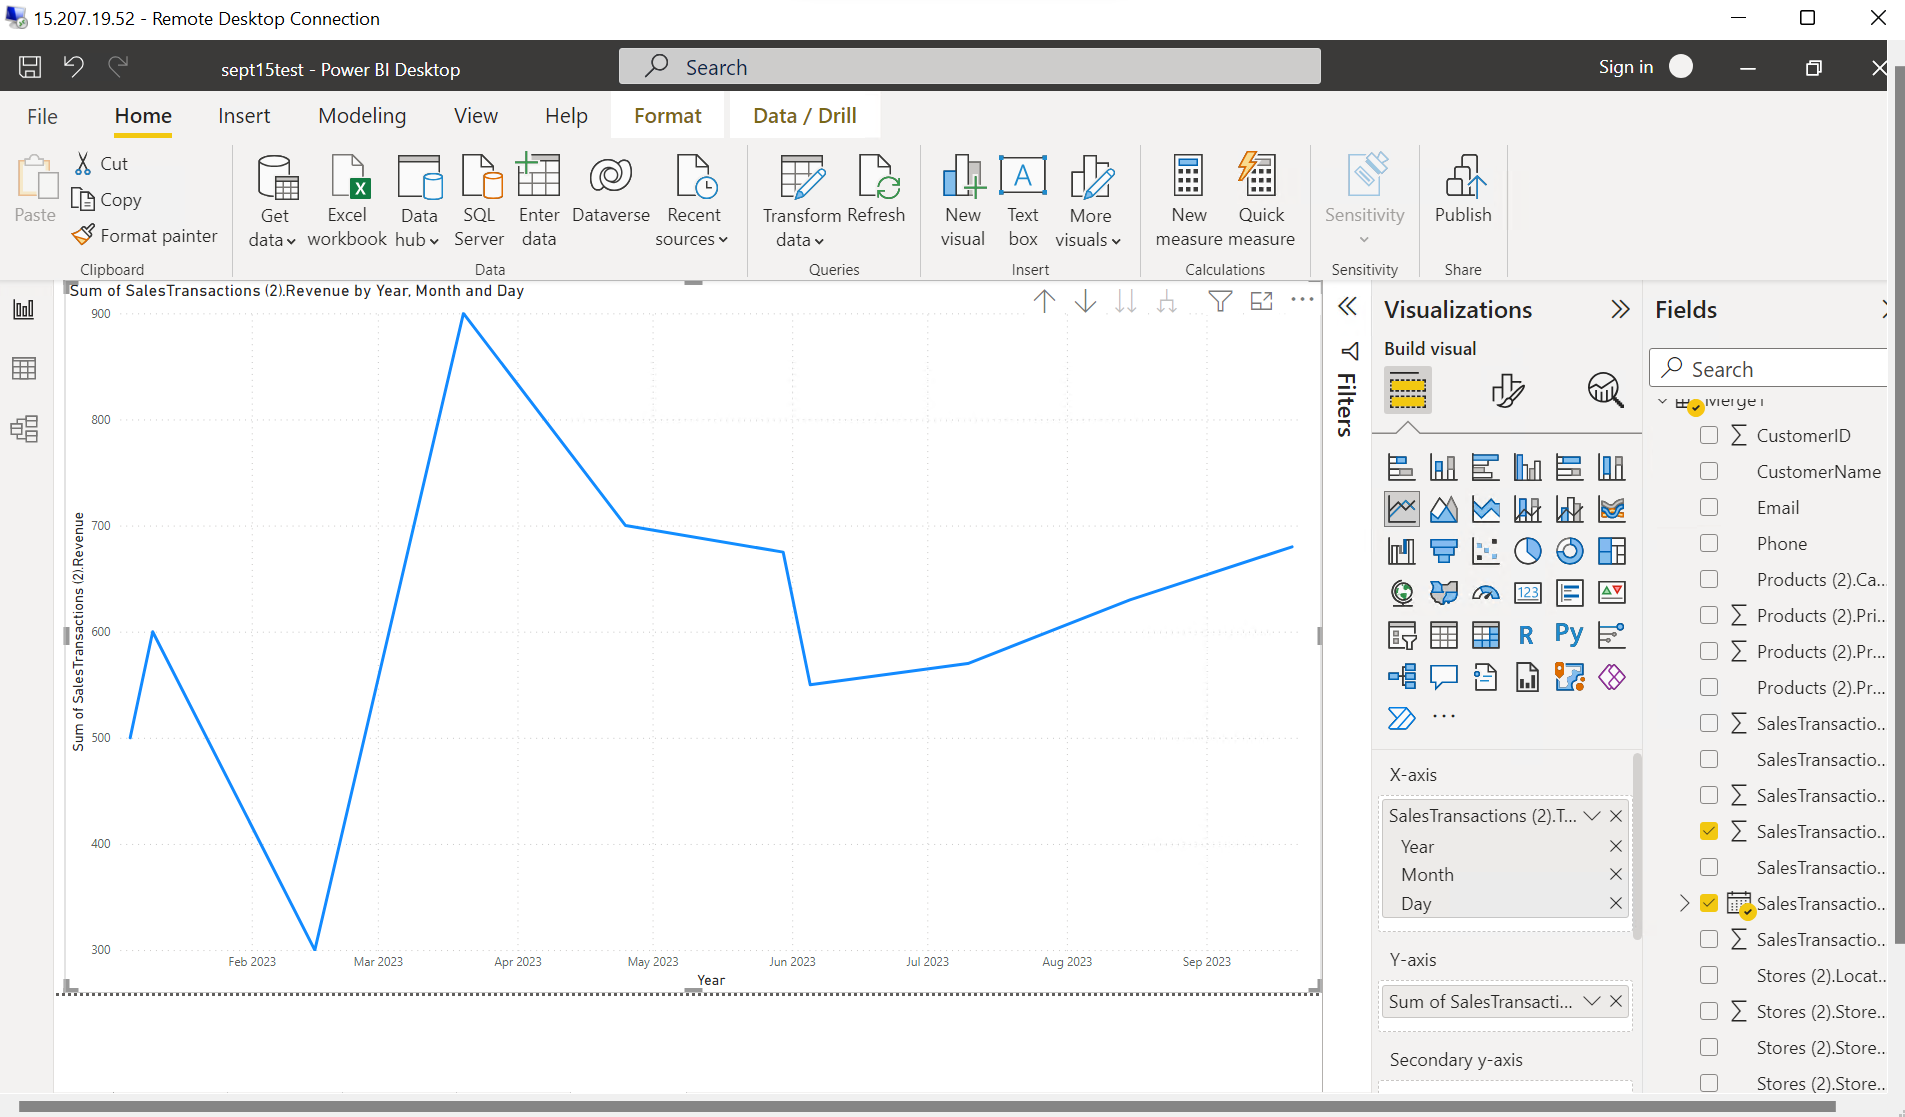 15.207.19.52 - Remote Desktop Connection
sept15test - Power BI Desktop
Search
Sign in
File
Home
Insert
Modeling
View
Help
Format
Data / Drill
Paste
Cut
Copy
Format painter
Clipboard
Get data
Excel workbook
Data hub
SQL Server
Enter data
Dataverse
Recent sources
Data
Transform data
Refresh
Queries
New visual
A
Text box
More visuals
Insert
New measure
Quick measure
Calculations
Sensitivity
Sensitivity
Publish
Share
Sum of SalesTransactions (2).Revenue by Year, Month and Day
900
800
700
600
500
400
300
Sum of SalesTransactions (2).Revenue
Feb 2023
Mar 2023
Apr 2023
May 2023
Jun 2023
Jul 2023
Aug 2023
Sep 2023
Year
Filters
Visualizations
Build visual
123
R
Py
X-axis
SalesTransactions (2).T...
Year
Month
Day
Y-axis
Sum of SalesTransacti...
Secondary y-axis
Fields
Search
Merge1
CustomerID
CustomerName
Email
Phone
Products (2).Ca...
Products (2).Pri...
Products (2).Pr...
Products (2).Pr...
SalesTransactio...
SalesTransactio...
SalesTransactio...
SalesTransactio...
SalesTransactio...
SalesTransactio...
SalesTransactio...
Stores (2).Locat...
Stores (2).Store...
Stores (2).Store...
Stores (2).Store...